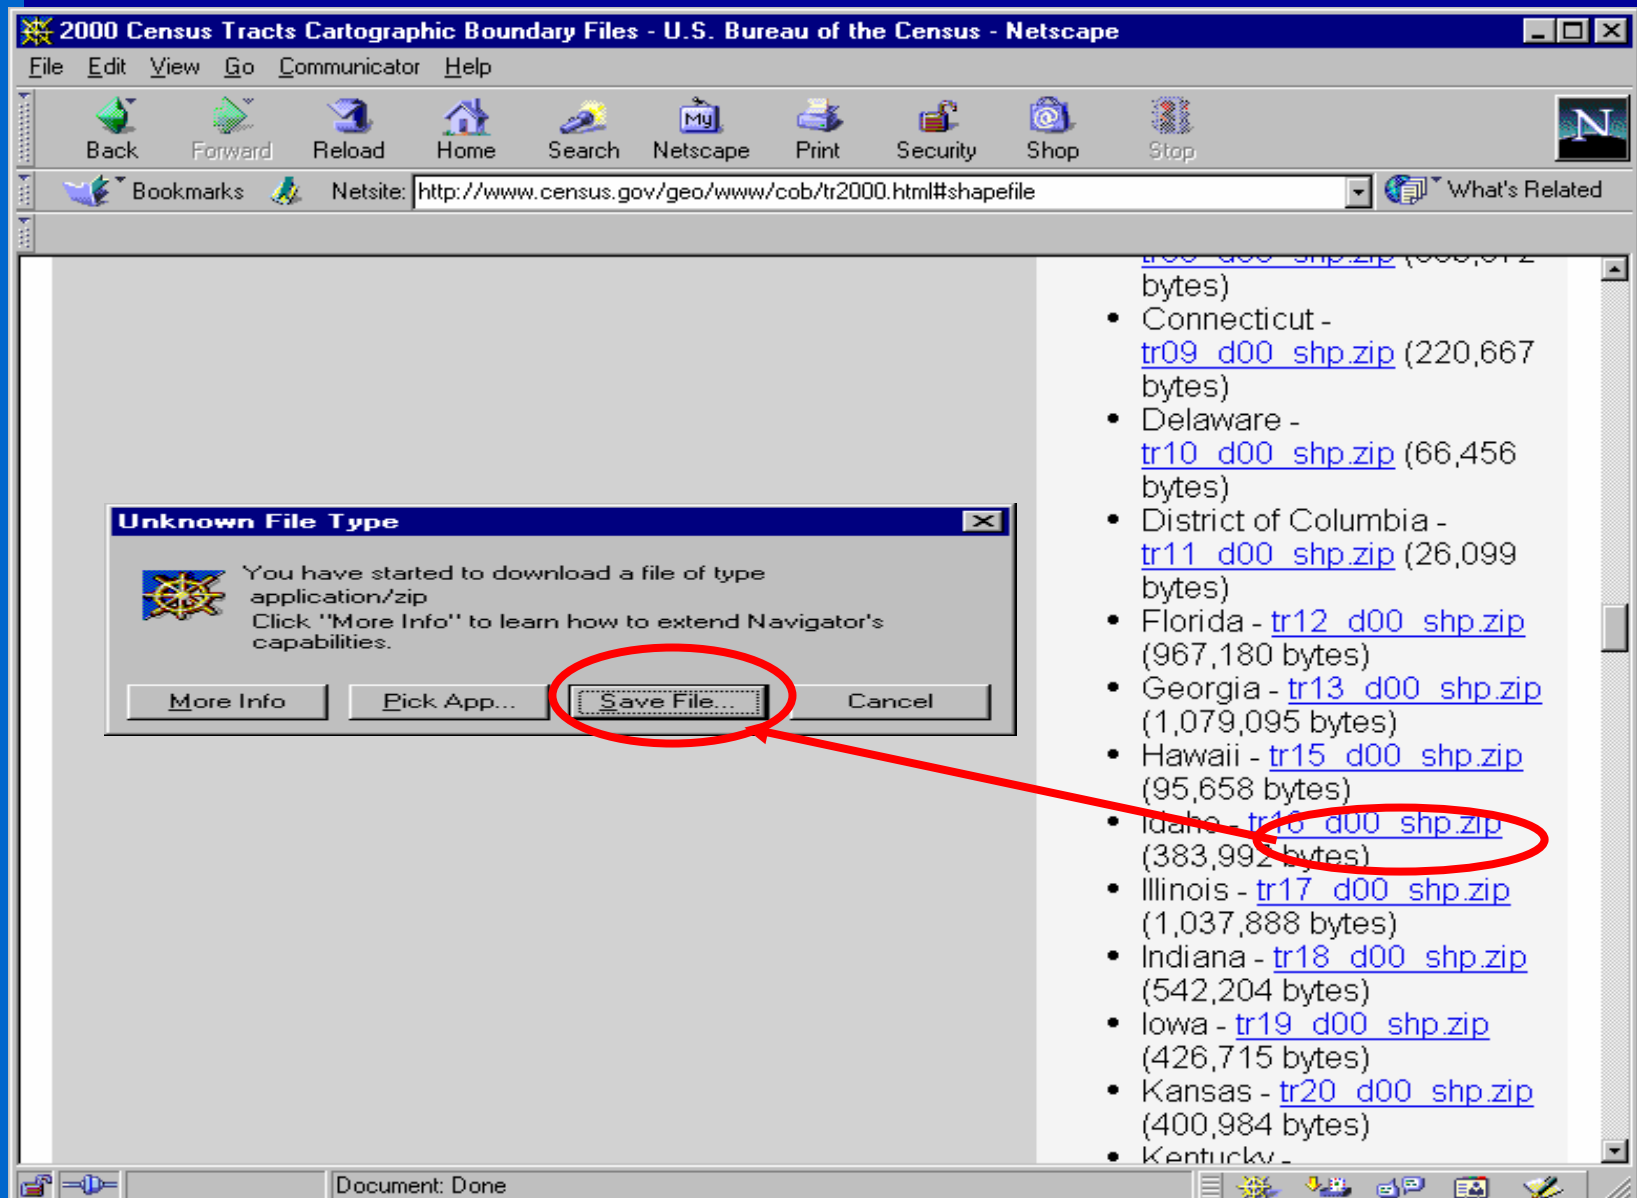 2000 Census Tracts Cartographic Boundary Files - U.S. Bureau of the Census - Netscape
File Edit View Go Communicator Help
My
N
Back Forward Reload Home Search Netscape Print Security Shop Stop
Bookmarks Netsite: http://www.census.gov/geo/www/cob/tr2000.html#shapefile What's Related
bytes)
Connecticut -
tr09_d00_shp.zip (220,667
bytes)
Delaware -
tr10_d00_shp.zip (66,456
bytes)
District of Columbia -
tr11_d00_shp.zip (26,099
bytes)
Florida - tr12_d00_shp.zip
(967,180 bytes)
Georgia - tr13_d00_shp.zip
(1,079,095 bytes)
Hawaii - tr15_d00_shp.zip
(95,658 bytes)
Idaho - tr16_d00_shp.zip
(383,992 bytes)
Illinois - tr17_d00_shp.zip
(1,037,888 bytes)
Indiana - tr18_d00_shp.zip
(542,204 bytes)
Iowa - tr19_d00_shp.zip
(426,715 bytes)
Kansas - tr20_d00_shp.zip
(400,984 bytes)
Kentucky -
Unknown File Type
You have started to download a file of type
application/zip
Click "More Info" to learn how to extend Navigator's
capabilities.
More Info Pick App... Save File... Cancel
Document: Done